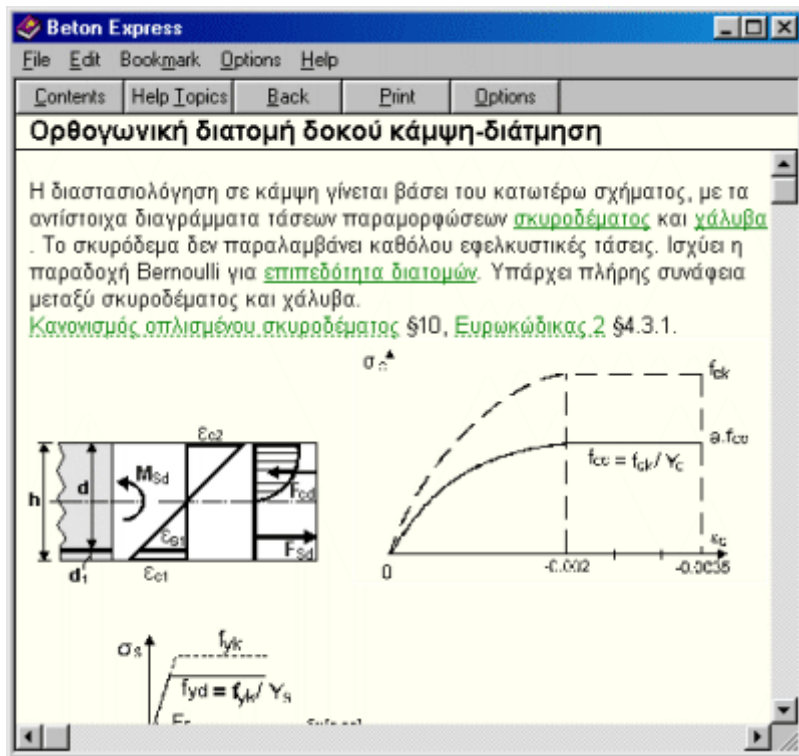 Beton Express
File Edit Bookmark Options Help
Contents Help Topics Back Print Options
Ορθογωνική διατομή δοκού κάμψη-διάτμηση
Η διαστασιολόγηση σε κάμψη γίνεται βάσει του κατωτέρω σχήματος, με τα
αντίστοιχα διαγράμματα τάσεων παραμορφώσεων σκυροδέματος και χάλυβα
. Το σκυρόδεμα δεν παραλαμβάνει καθόλου εφελκυστικές τάσεις. Ισχύει η
παραδοχή Bernoulli για επιπεδότητα διατομών. Υπάρχει πλήρης συνάφεια
μεταξύ σκυροδέματος και χάλυβα.
Κανονισμός οπλισμένου σκυροδέματος §10, Ευρωκώδικας 2 §4.3.1.
fck
εc2
h d MSd Fcd
εs1 FSd
d1 εc1
fcd = fck/γc
εc
0 -0.002 -0.0035
σs fyk
fyd = fyk/γs